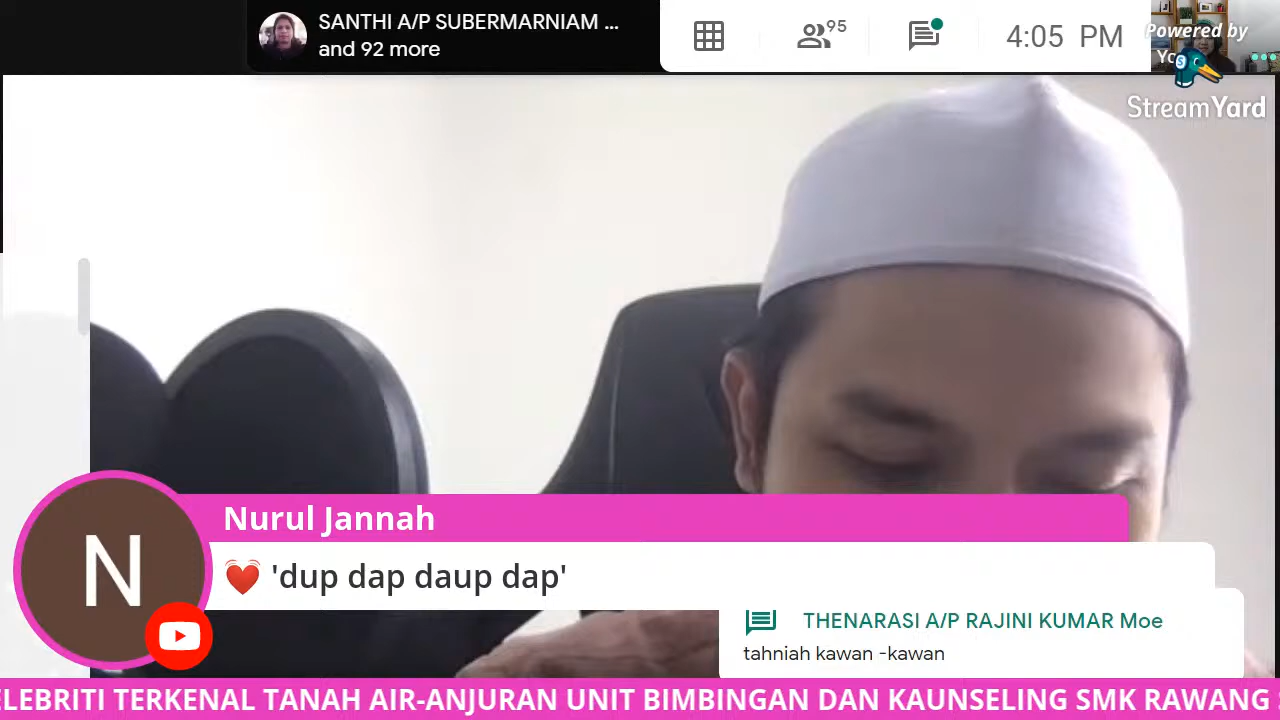 SANTHI A/P SUBERMARNIAM ...
and 92 more
95
4:05 PM
Powered by
StreamYard
Nurul Jannah
N
'dup dap daup dap'
THENARASI A/P RAJINI KUMAR Moe
tahniah kawan -kawan
ELEBRITI TERKENAL TANAH AIR-ANJURAN UNIT BIMBINGAN DAN KAUNSELING SMK RAWANG